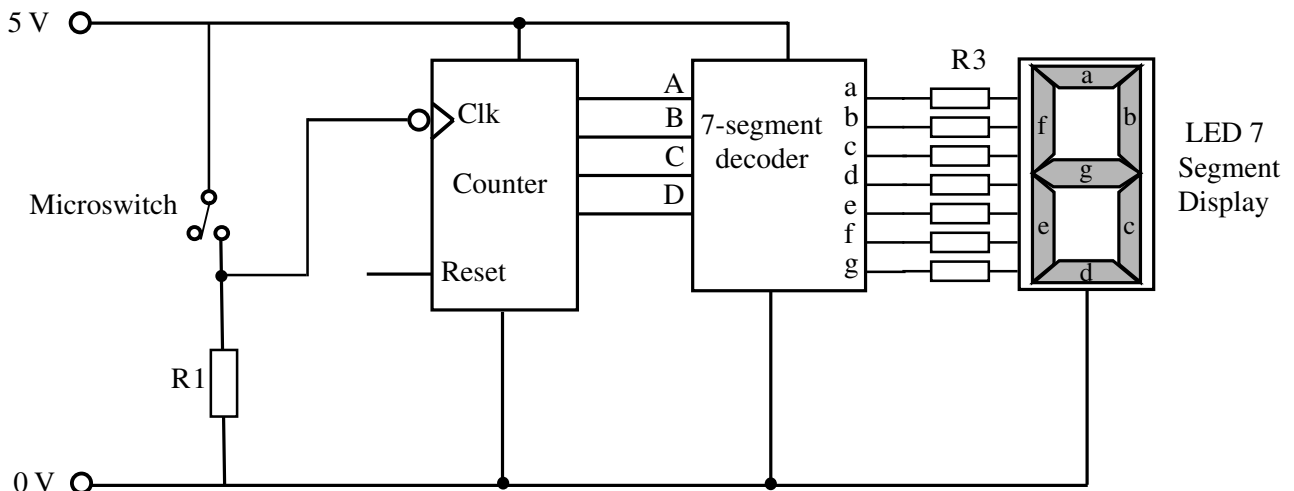 5 V
R3
A
B
C
D
Clk
Counter
Reset
7-segment
decoder
a
b
c
d
e
f
g
a
f
b
g
e
c
d
LED 7
Segment
Display
Microswitch
R1
0 V